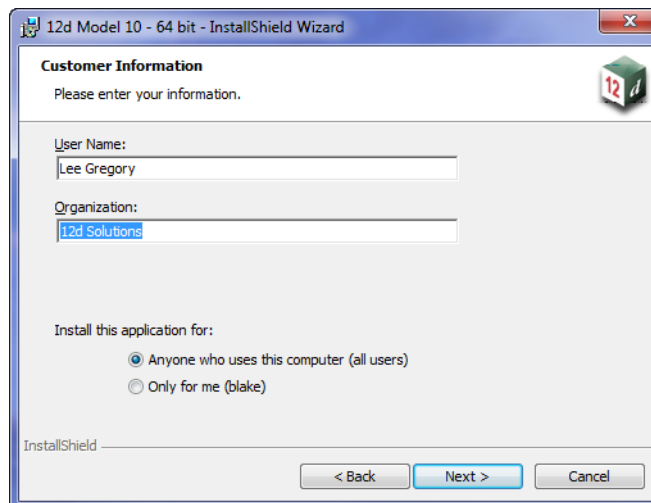 12d Model 10 - 64 bit - InstallShield Wizard
Customer Information
Please enter your information.
12 d
User Name:
Lee Gregory
Organization:
12d Solutions
Install this application for:
Anyone who uses this computer (all users)
Only for me (blake)
InstallShield
< Back Next > Cancel